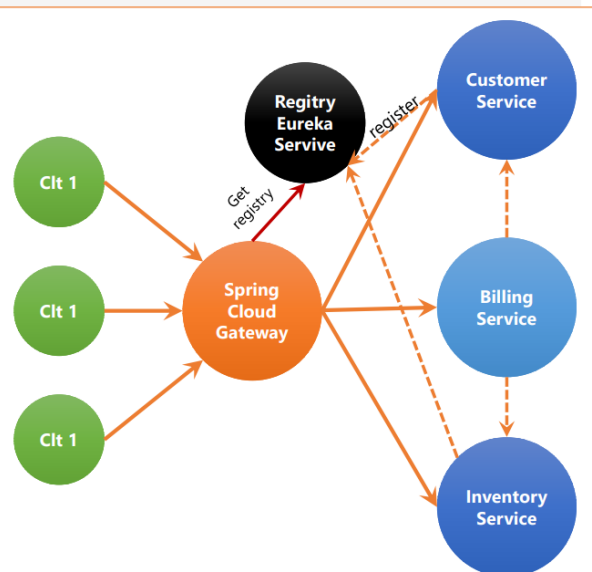 Customer
Service
Regitry
Eureka
Servive
register
Clt 1
Get
registry
Spring
Cloud
Gateway
Clt 1
Billing
Service
Clt 1
Inventory
Service